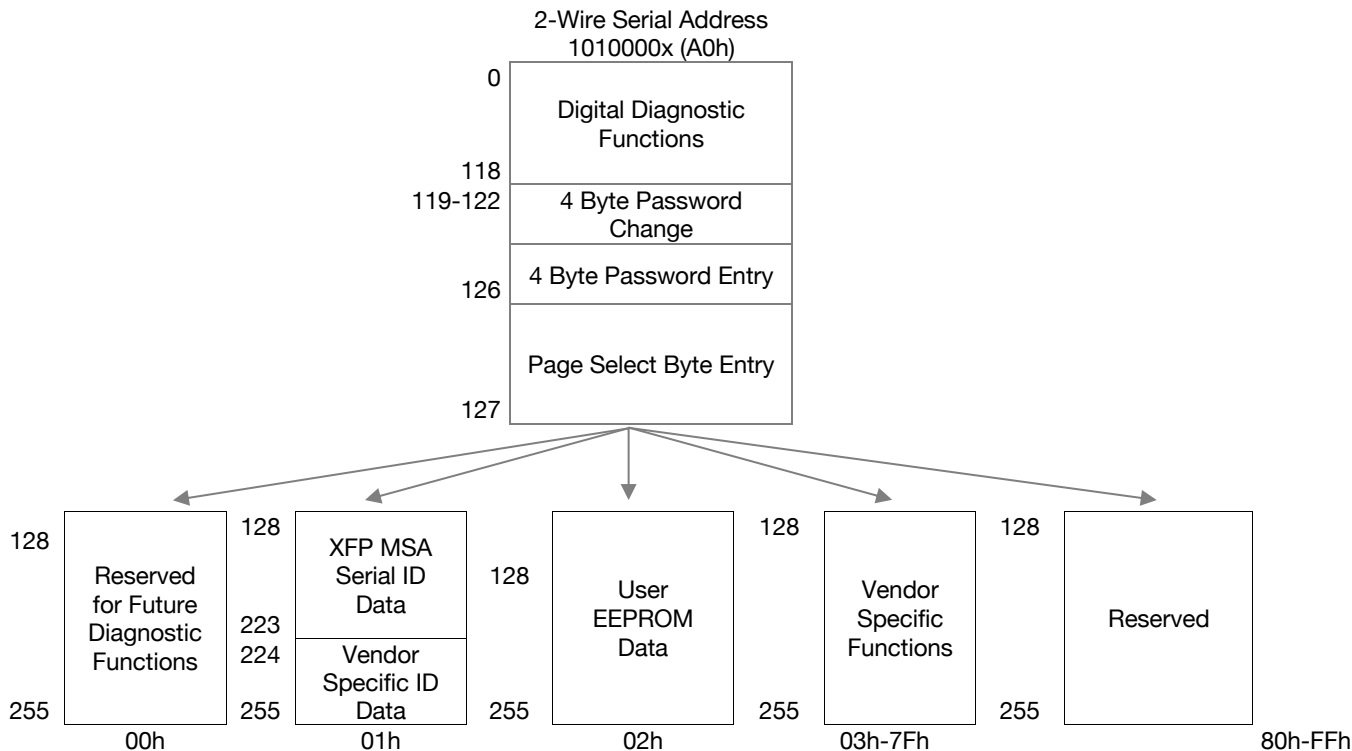 2-Wire Serial Address
1010000x (A0h)
0
Digital Diagnostic
Functions
118
119-122
4 Byte Password
Change
4 Byte Password Entry
126
Page Select Byte Entry
127
128
Reserved
for Future
Diagnostic
Functions
255
00h
128
XFP MSA
Serial ID
Data
223
224
Vendor
Specific ID
Data
255
01h
128
User
EEPROM
Data
255
02h
128
Vendor
Specific
Functions
255
03h-7Fh
128
Reserved
255
80h-FFh